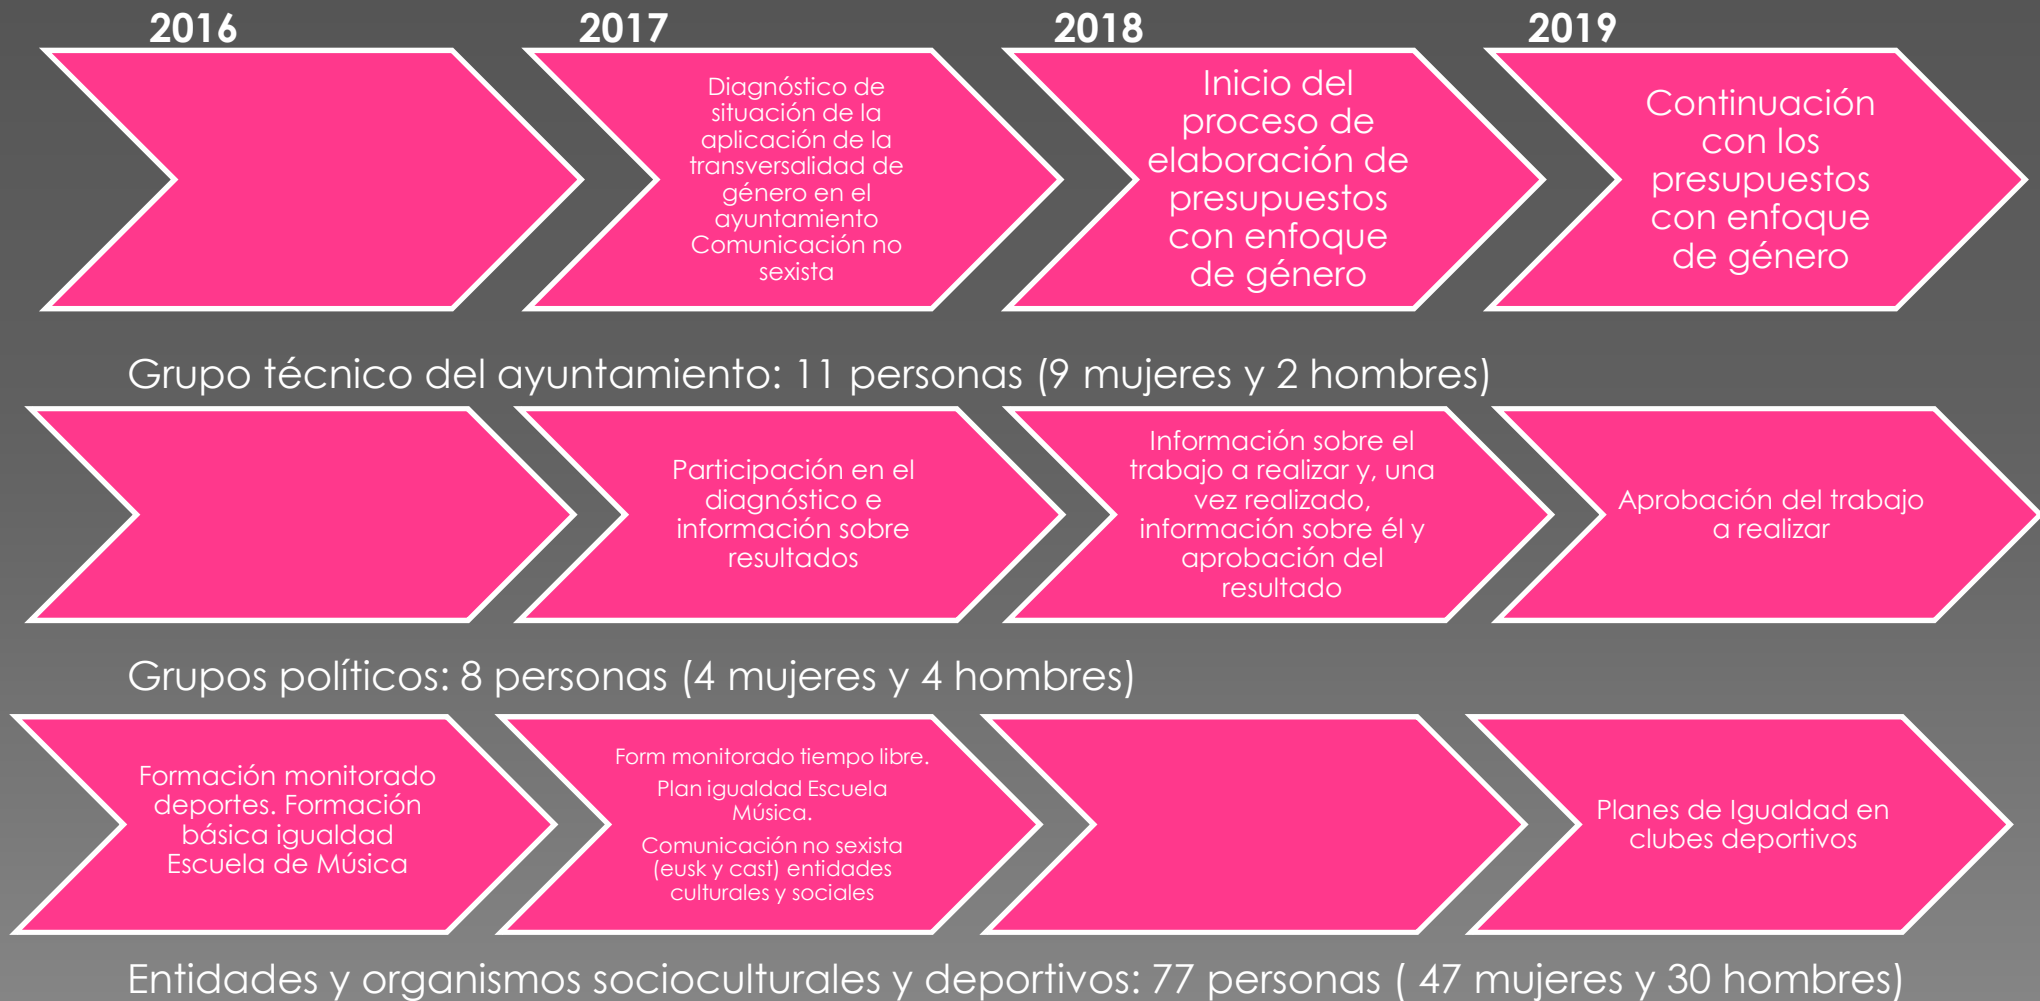 2016
2017
2018
2019
Diagnóstico de
situación de la
aplicación de la
transversalidad de
género en el
ayuntamiento
Comunicación no
sexista
Inicio del
proceso de
elaboración de
presupuestos
con enfoque
de género
Continuación
con los
presupuestos
con enfoque
de género
Grupo técnico del ayuntamiento: 11 personas (9 mujeres y 2 hombres)
Participación en el
diagnóstico e
información sobre
resultados
Información sobre el
trabajo a realizar y, una
vez realizado,
información sobre él y
aprobación del
resultado
Aprobación del trabajo
a realizar
Grupos políticos: 8 personas (4 mujeres y 4 hombres)
Formación monitorado
deportes. Formación
básica igualdad
Escuela de Música
Form monitorado tiempo libre.
Plan igualdad Escuela
Música.
Comunicación no sexista
(eusk y cast) entidades
culturales y sociales
Planes de Igualdad en
clubes deportivos
Entidades y organismos socioculturales y deportivos: 77 personas ( 47 mujeres y 30 hombres)